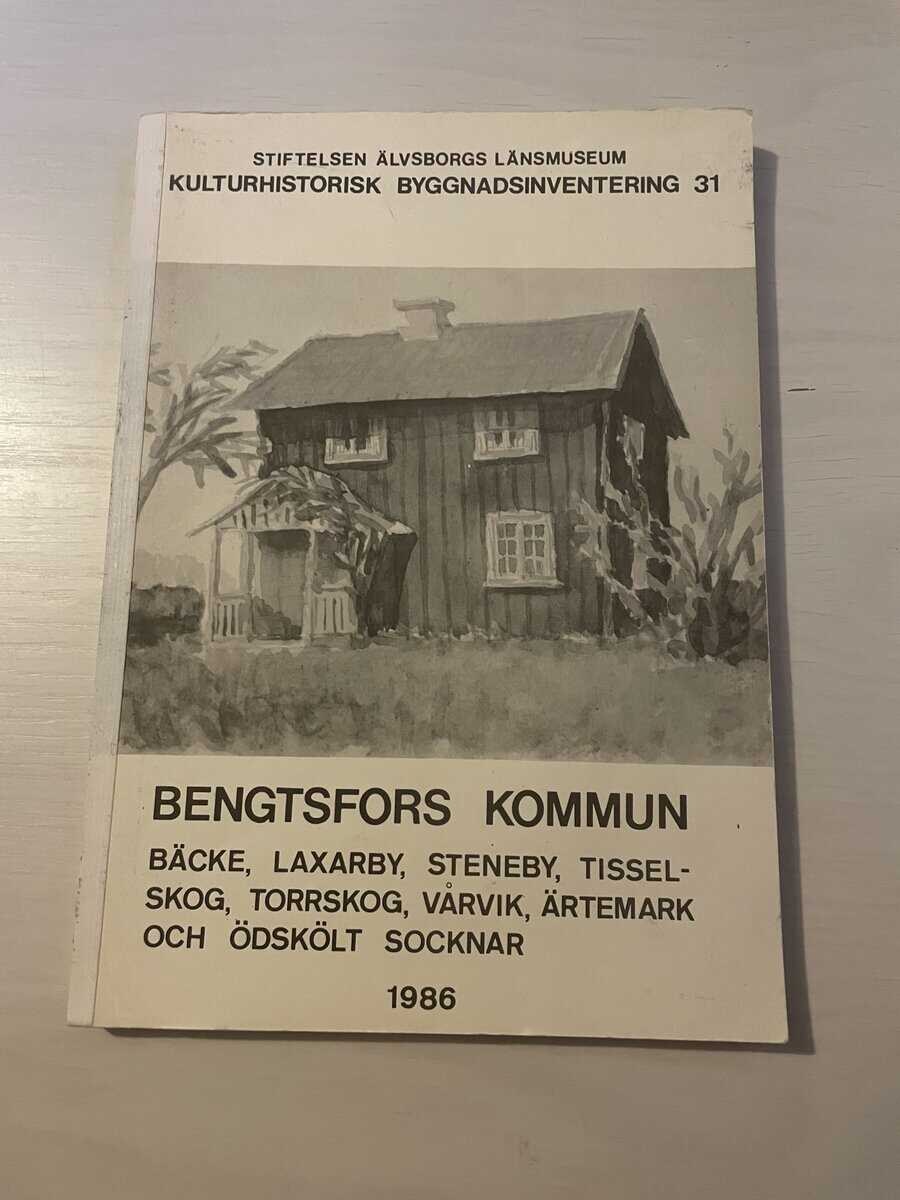 STIFTELSEN ÄLVSBORGS LÄNSMUSEUM
KULTURHISTORISK BYGGNADSINVENTERING 31
BENGTSFORS KOMMUN
BÄCKE, LAXARBY, STENEBY, TISSEL-
SKOG, TORRSKOG, VÅRVIK, ÄRTEMARK
OCH ÖDSKÖLT SOCKNAR
1986